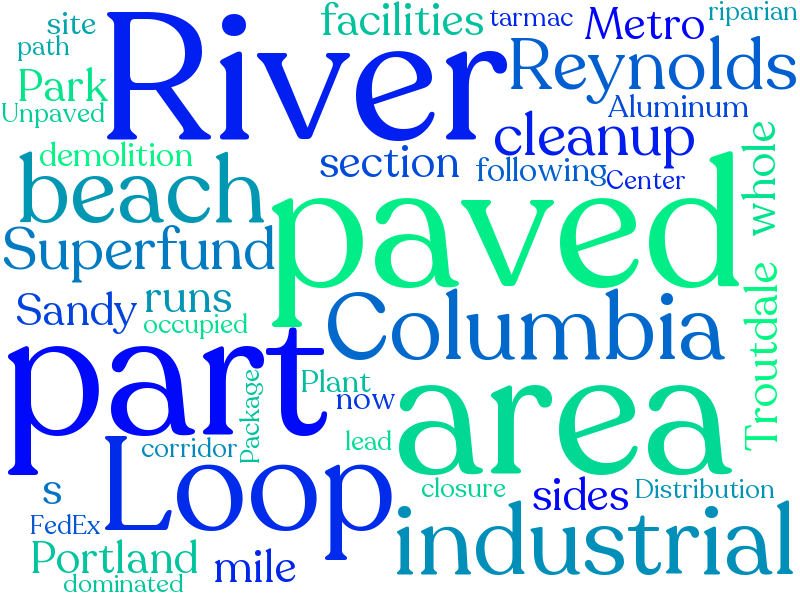 site
path
Park
Unpaved
River
facilities
tarmac
Metro
riparian
Reynolds
Aluminum
cleanup
demolition
section
following
Center
beach
paved
whole
Superfund
Sandy
runs
occupied
Columbia
Troutdale
part
Package
Plant
now
area
corridor
lead
Loop
s
closure
sides
Distribution
FedEx
industrial
Portland
mile
dominated